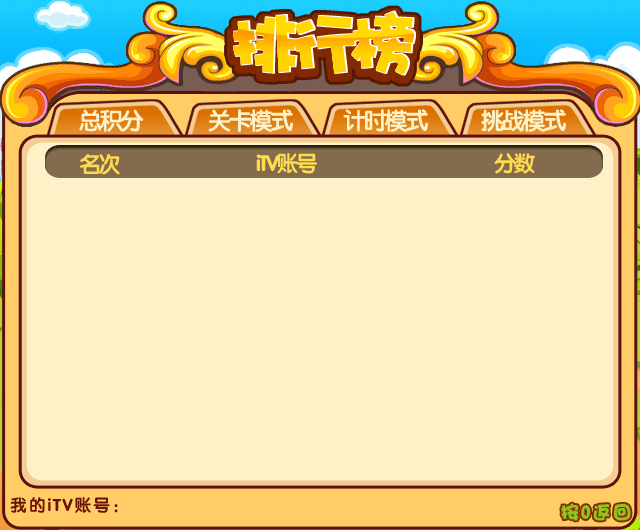 排行榜
总积分 关卡模式 计时模式 挑战模式
名次 iTV账号 分数
我的iTV账号：
按0返回